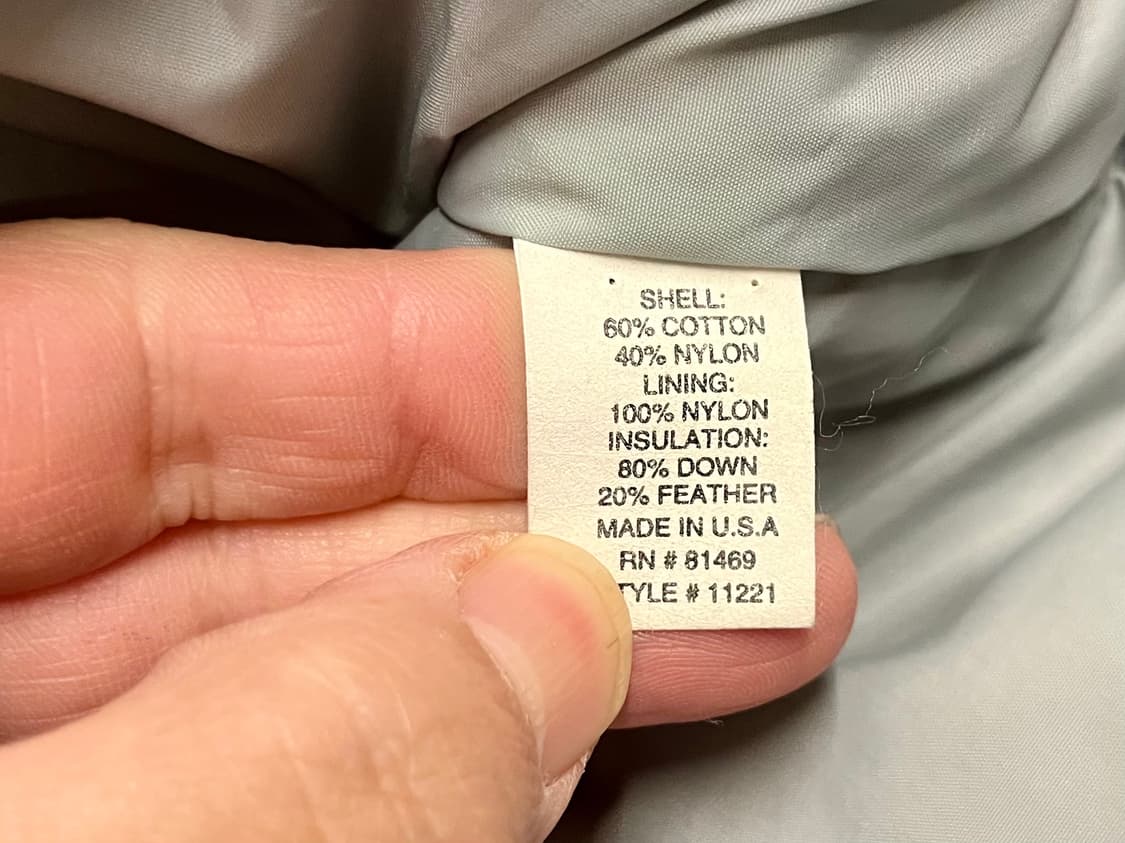 SHELL:
60% COTTON
40% NYLON
LINING:
100% NYLON
INSULATION:
80% DOWN
20% FEATHER
MADE IN U.S.A
RN # 81469
TYLE # 11221